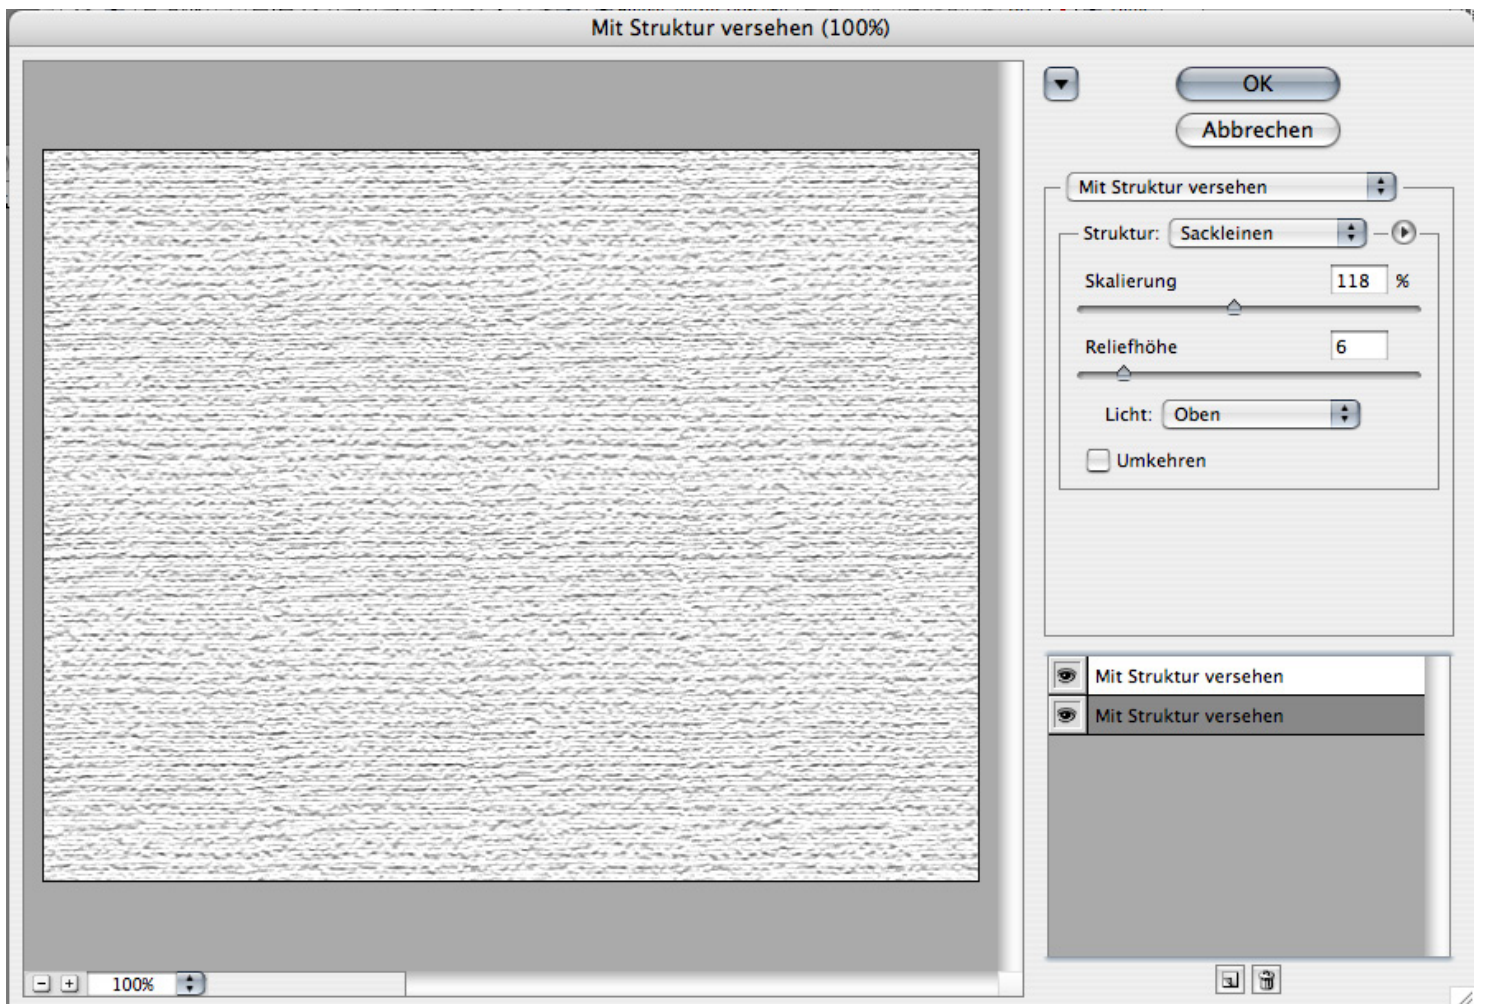 Mit Struktur versehen (100%)
OK
Abbrechen
Mit Struktur versehen
Struktur: Sackleinen
Skalierung 118 %
Reliefhöhe 6
Licht: Oben
Umkehren
Mit Struktur versehen
Mit Struktur versehen
100%